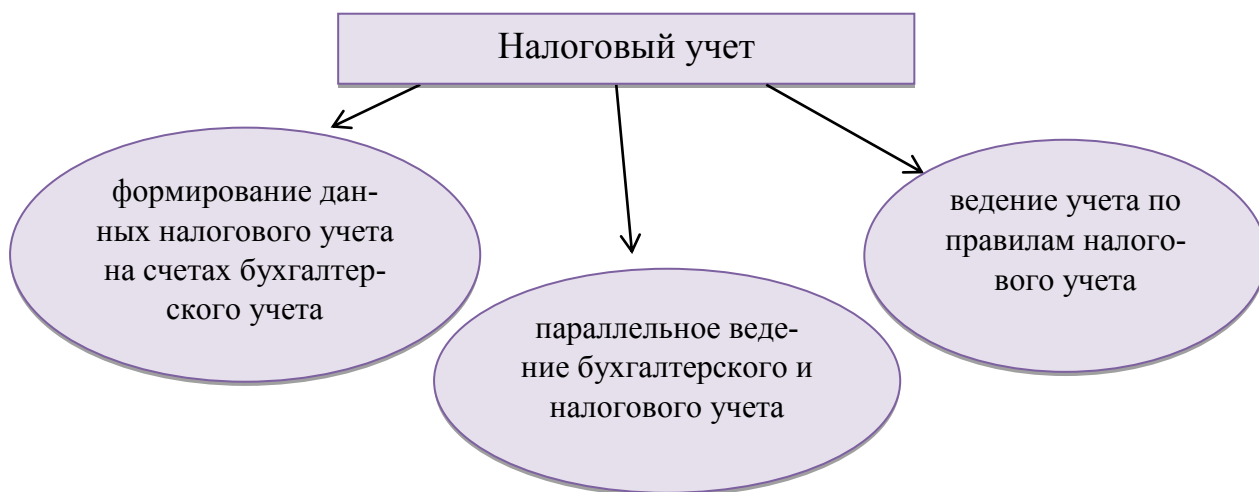 Налоговый учет
формирование дан-
ных налогового учета
на счетах бухгалтер-
ского учета
параллельное веде-
ние бухгалтерского и
налогового учета
ведение учета по
правилам налого-
вого учета